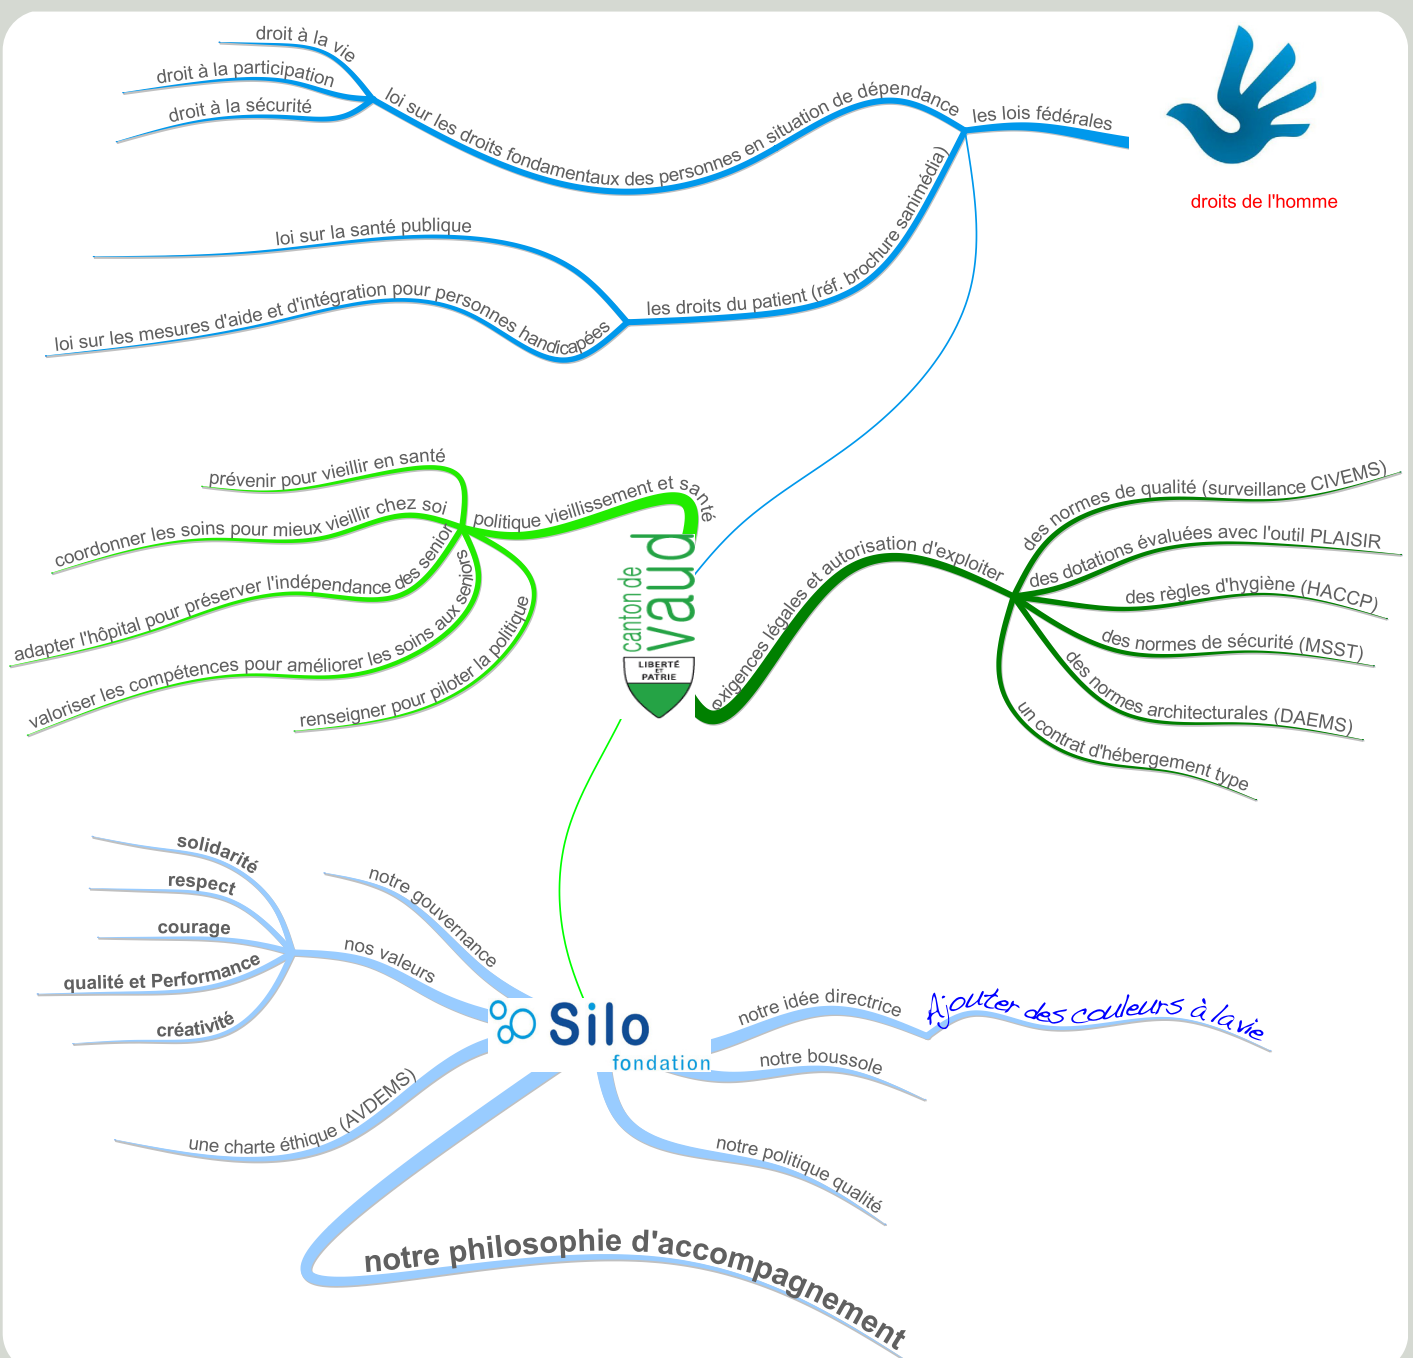 droit à la vie
droit à la participation
droit à la sécurité
loi sur les droits fondamentaux des personnes en situation de dépendance
les lois fédérales
droits de l'homme
loi sur la santé publique
loi sur les mesures d'aide et d'intégration pour personnes handicapées
les droits du patient (réf. brochure sanimédia)
prévenir pour vieillir en santé
coordonner les soins pour mieux vieillir chez soi
adapter l'hôpital pour préserver l'indépendance des senior
valoriser les compétences pour améliorer les soins aux seniors
renseigner pour piloter la politique
politique vieillissement et santé
canton de
vaud
LIBERTÉ
ET
PATRIE
exigences légales et autorisation d'exploiter
des normes de qualité (surveillance CIVEMS)
des dotations évaluées avec l'outil PLAISIR
des règles d'hygiène (HACCP)
des normes de sécurité (MSST)
des normes architecturales (DAEMS)
un contrat d'hébergement type
solidarité
respect
courage
qualité et Performance
créativité
notre gouvernance
nos valeurs
Silo
fondation
notre idée directrice
Ajouter des couleurs à la vie
notre boussole
une charte éthique (AVDEMS)
notre politique qualité
notre philosophie d'accompagnement